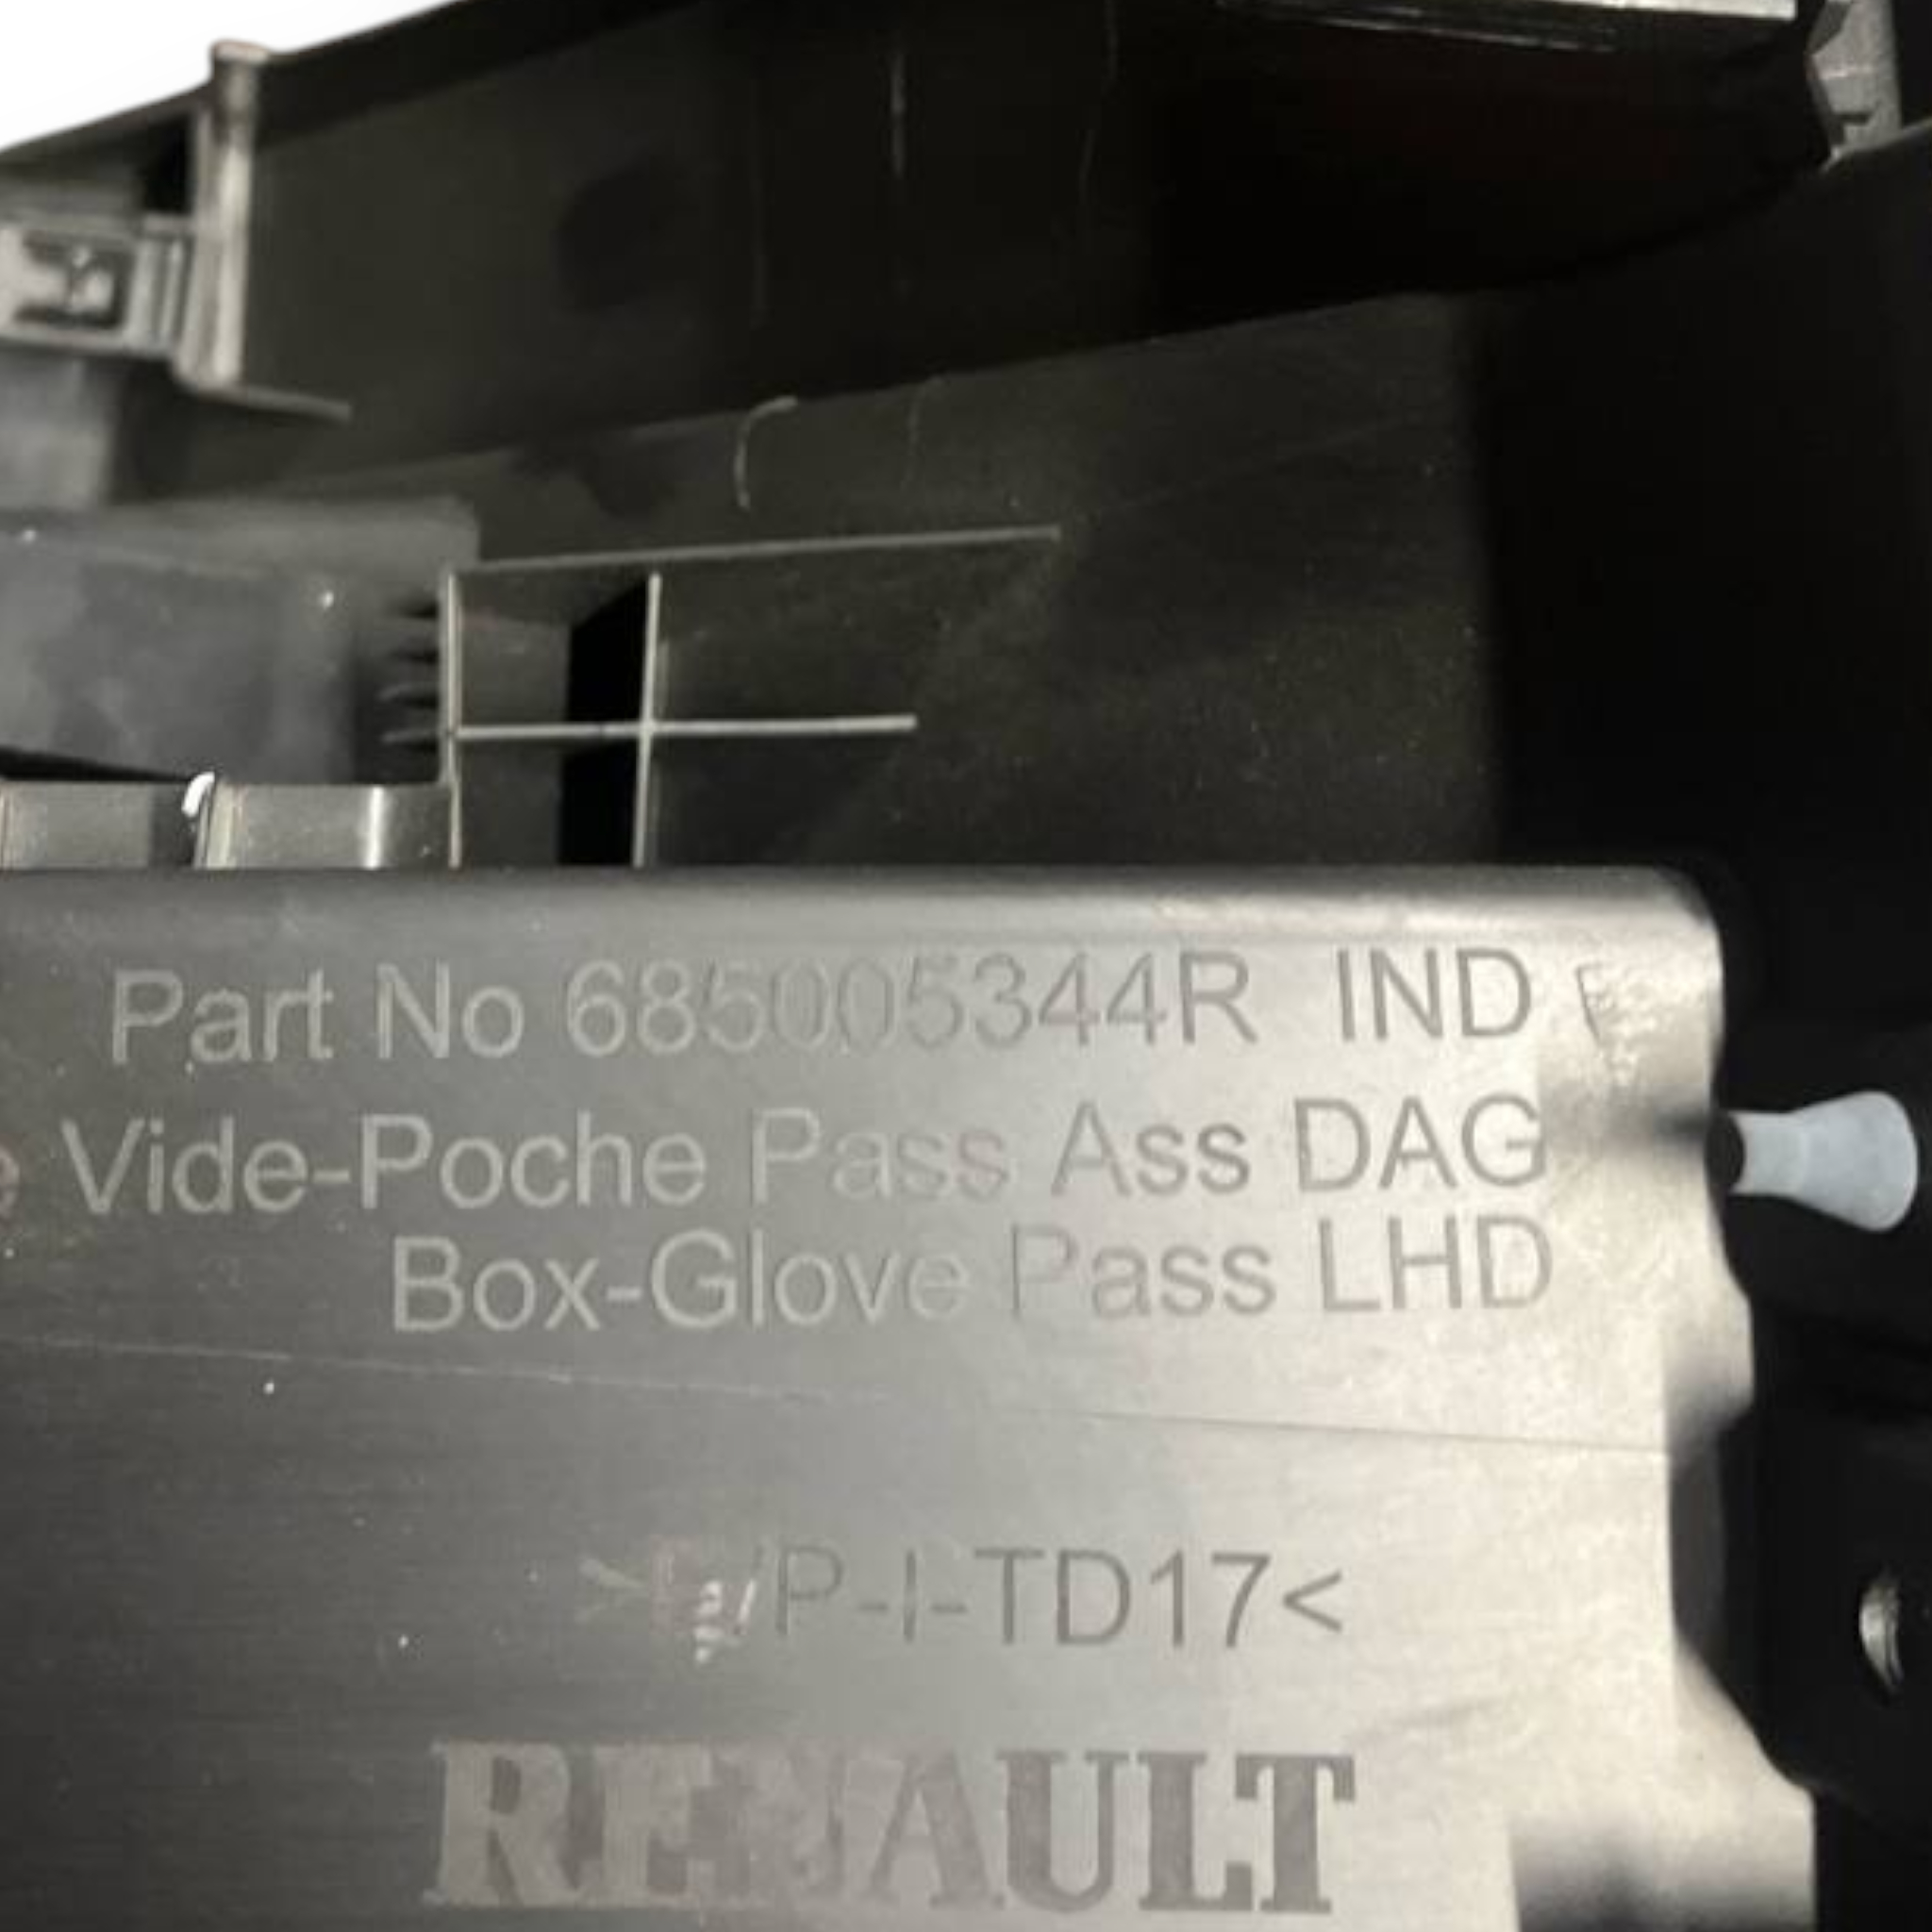 Part No 685005344R IND
Vide-Poche Pass Ass DAG
Box-Glove Pass LHD
/P-I-TD17<
RENAULT